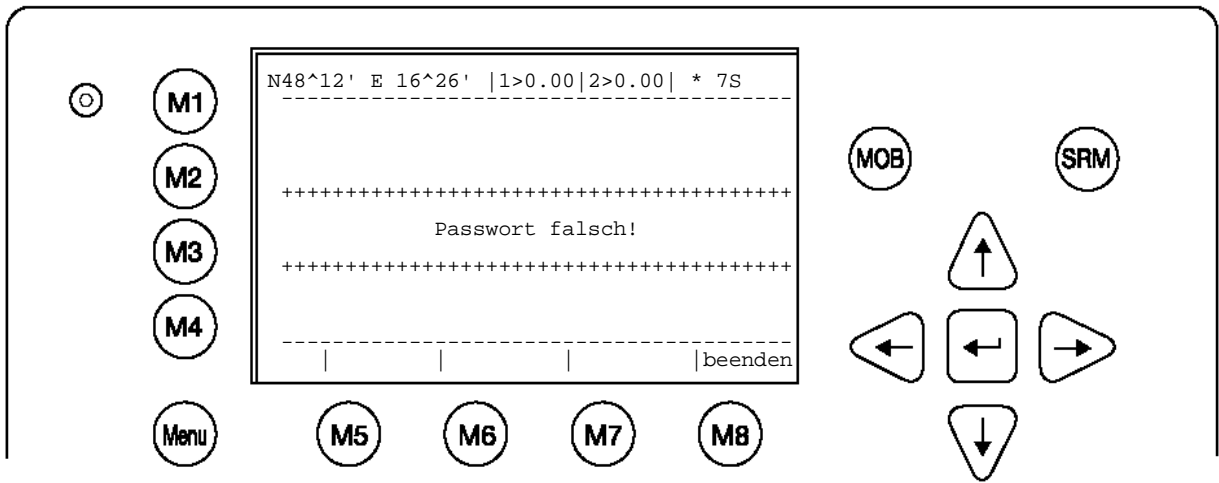 N48^12' E 16^26' |1>0.00|2>0.00| * 7S
----------------------------------------
++++++++++++++++++++++++++++++++++++++++
Passwort falsch!
++++++++++++++++++++++++++++++++++++++++
----------------------------------------
| | | |beenden
M1
M2
M3
M4
Menu
M5 M6 M7 M8
MOB SRM